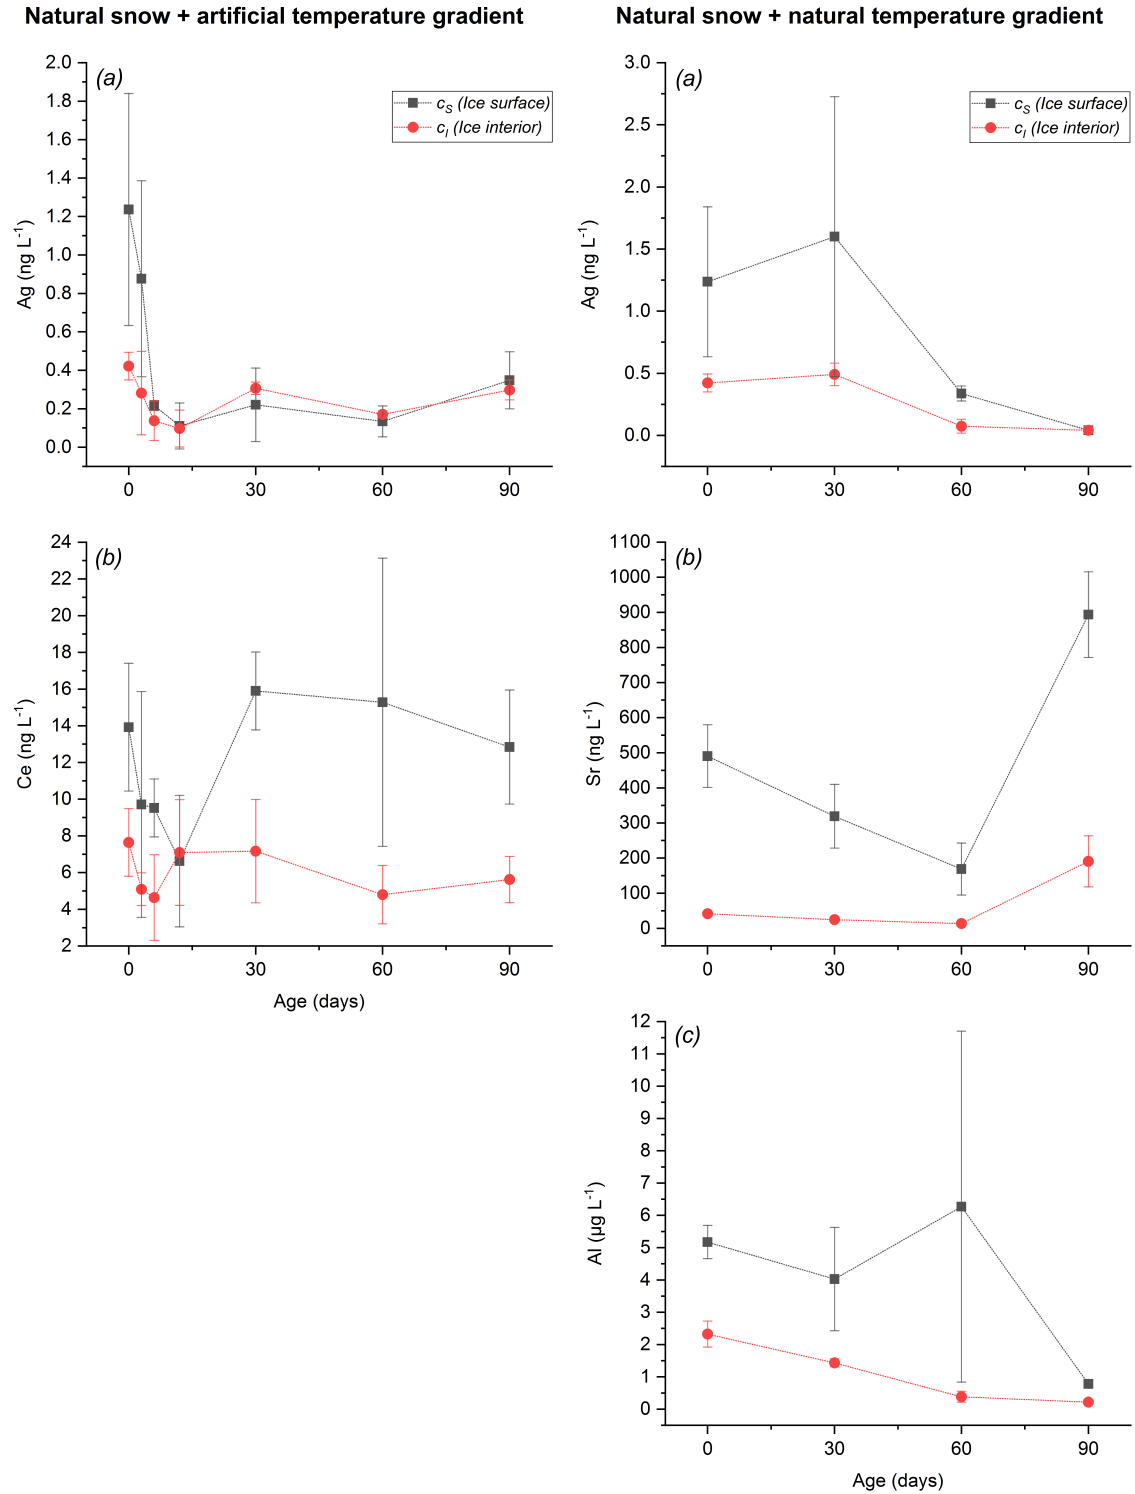 Natural snow + artificial temperature gradient
Natural snow + natural temperature gradient
(a)
c_S (Ice surface)
c_I (Ice interior)
Ag (ng L⁻¹)
2.0
1.8
1.6
1.4
1.2
1.0
0.8
0.6
0.4
0.2
0.0
0 30 60 90
(a)
c_S (Ice surface)
c_I (Ice interior)
Ag (ng L⁻¹)
3.0
2.5
2.0
1.5
1.0
0.5
0.0
0 30 60 90
(b)
Ce (ng L⁻¹)
24
22
20
18
16
14
12
10
8
6
4
2
0 30 60 90
Age (days)
(b)
Sr (ng L⁻¹)
1100
1000
900
800
700
600
500
400
300
200
100
0
0 30 60 90
(c)
Al (µg L⁻¹)
12
11
10
9
8
7
6
5
4
3
2
1
0
0 30 60 90
Age (days)